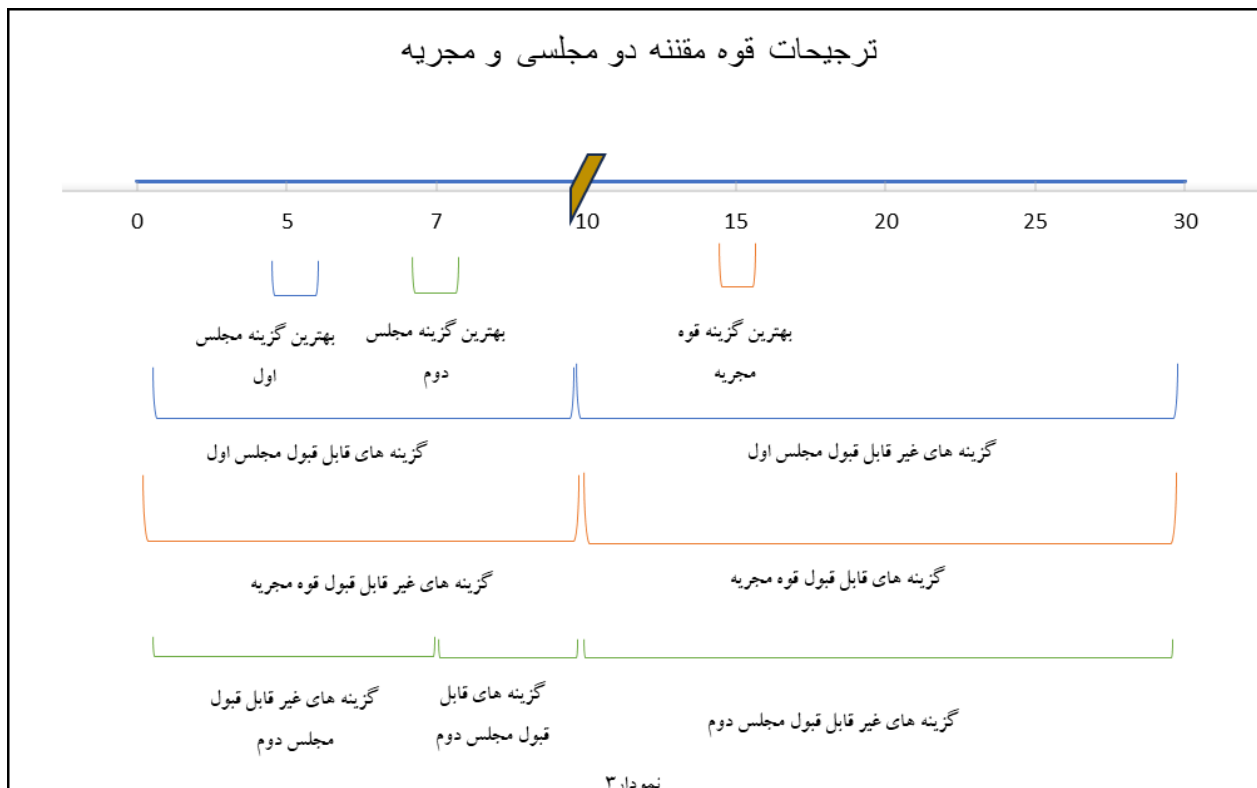 ترجیحات قوه مقننه دو مجلسی و مجریه
0 5 7 10 15 20 25 30
بهترین گزینه مجلس
اول
بهترین گزینه مجلس
دوم
بهترین گزینه قوه
مجریه
گزینه های قابل قبول مجلس اول
گزینه های غیر قابل قبول مجلس اول
گزینه های غیر قابل قبول قوه مجریه
گزینه های قابل قبول قوه مجریه
گزینه های غیر قابل قبول
مجلس دوم
گزینه های قابل
قبول مجلس دوم
گزینه های غیر قابل قبول مجلس دوم
نمودار۳